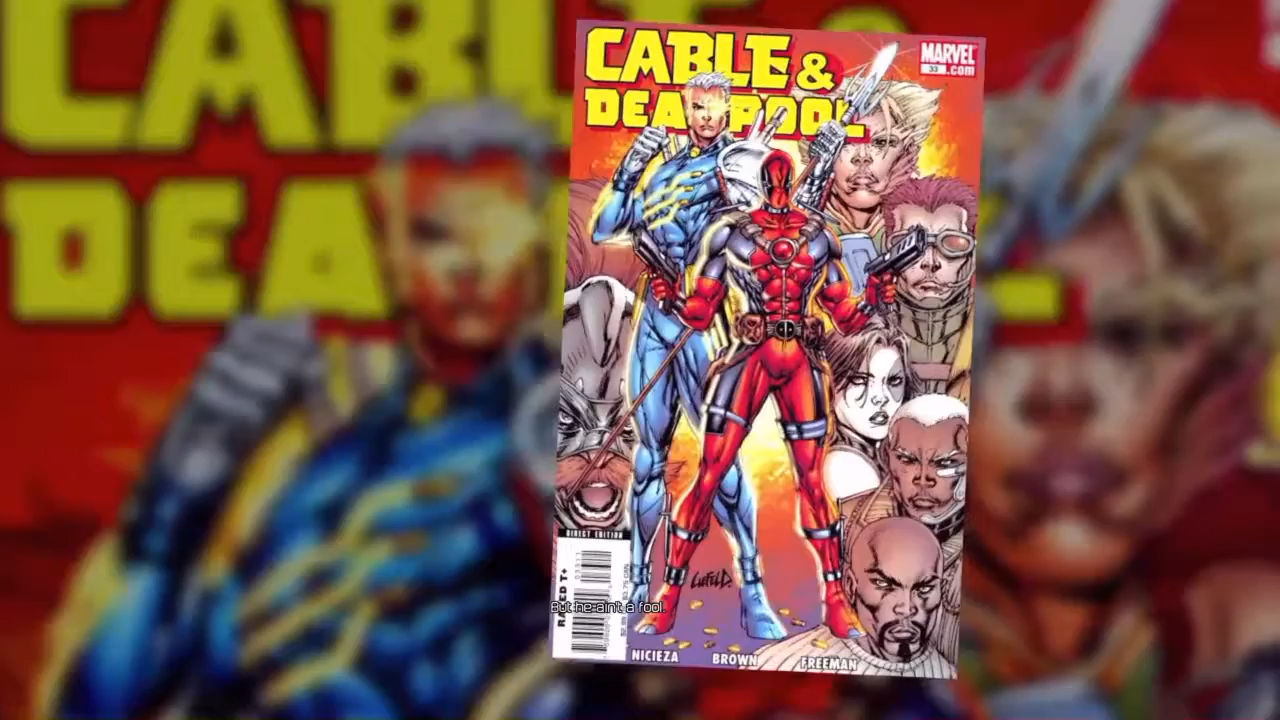 CABLE &
DEADPOOL
MARVEL
33 .com
DIRECT EDITION
RATED T+
But he ain't a fool.
LIEFELD.
NICIEZA BROWN FREEMAN